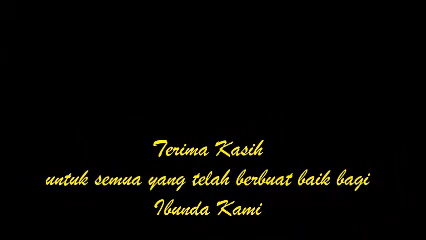 Terima Kasih
untuk semua yang telah berbuat baik bagi
Ibunda Kami